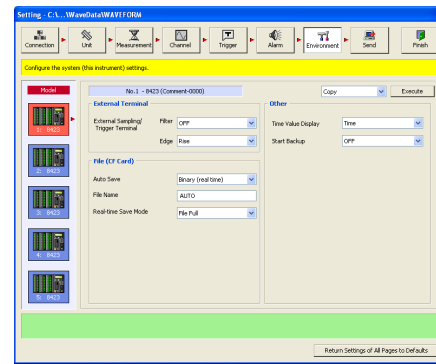 Setting - C:\...\WaveData\WAVEFORM
Connection
Unit
Measurement
Channel
Trigger
Alarm
Environment
Send
Finish
Configure the system (this instrument) settings.
Model
No.1 - 8423 (Comment-0000)
Copy
Execute
1: 8423
2: 8423
3: 8423
4: 8423
5: 8423
External Terminal
External Sampling/
Trigger Terminal
Filter
OFF
Edge
Rise
File (CF Card)
Auto Save
Binary (real time)
File Name
AUTO
Real-time Save Mode
File Full
Other
Time Value Display
Time
Start Backup
OFF
Return Settings of All Pages to Defaults